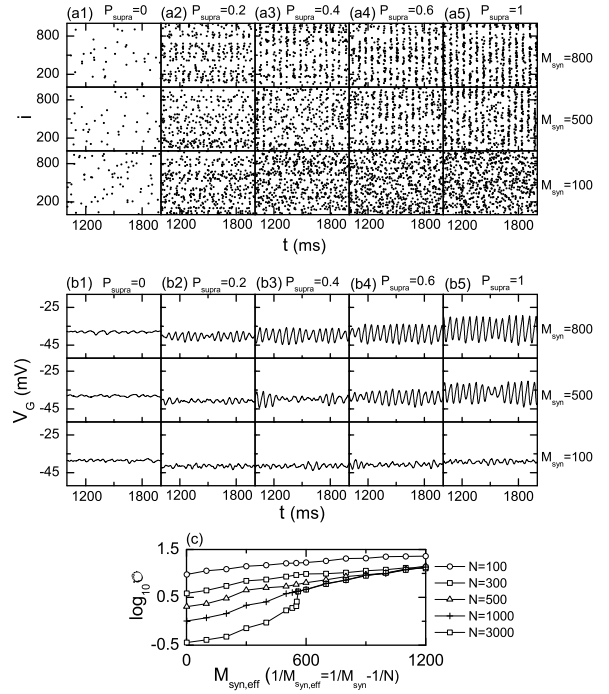 (a1) P_supra=0 (a2) P_supra=0.2 (a3) P_supra=0.4 (a4) P_supra=0.6 (a5) P_supra=1
800
200
M_syn=800
800
200
M_syn=500
800
200
M_syn=100
i
1200 1800 1200 1800 1200 1800 1200 1800 1200 1800
t (ms)
(b1) P_supra=0 (b2) P_supra=0.2 (b3) P_supra=0.4 (b4) P_supra=0.6 (b5) P_supra=1
-25
-45
M_syn=800
-25
-45
M_syn=500
-25
-45
M_syn=100
V_G (mV)
1200 1800 1200 1800 1200 1800 1200 1800 1200 1800
t (ms)
(c)
1.5
0.5
-0.5
log₁₀ 𝒪
0 600 1200
M_syn,eff (1/M_syn,eff=1/M_syn-1/N)
N=100
N=300
N=500
N=1000
N=3000